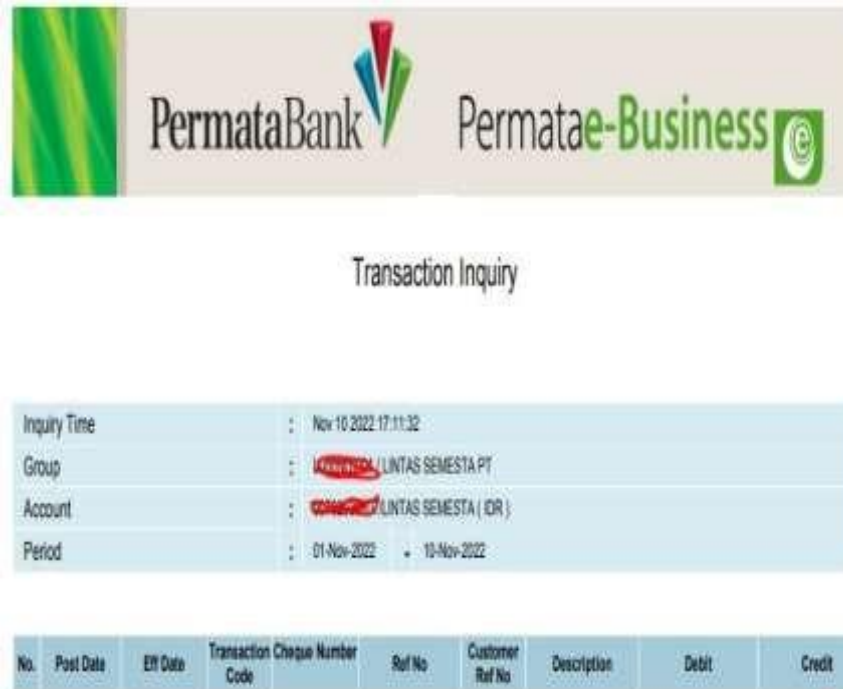 PermataBank Permatae-Business e
Transaction Inquiry
Inquiry Time : Nov 10 2022 17:11:32
Group : / LINTAS SEMESTA PT
Account : LINTAS SEMESTA ( IDR )
Period : 01-Nov-2022 - 10-Nov-2022
No. Post Date Eff Date Transaction Code Cheque Number Ref No Customer Ref No Description Debit Credit